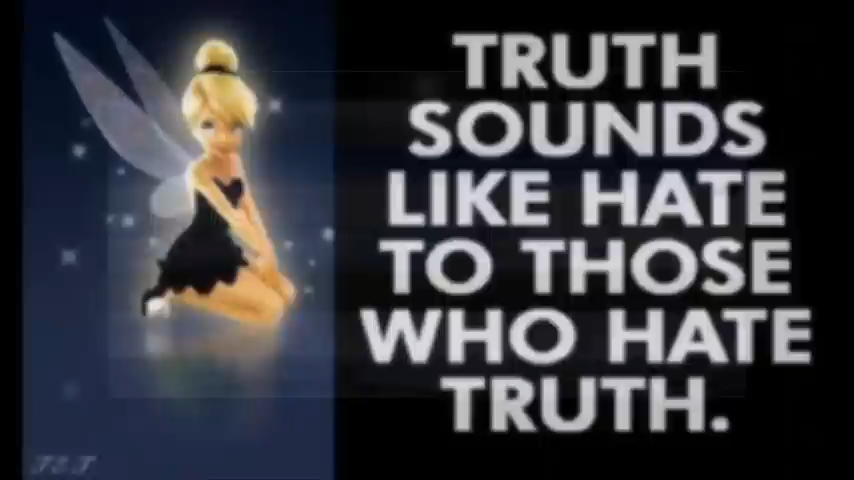 TRUTH
SOUNDS
LIKE HATE
TO THOSE
WHO HATE
TRUTH.